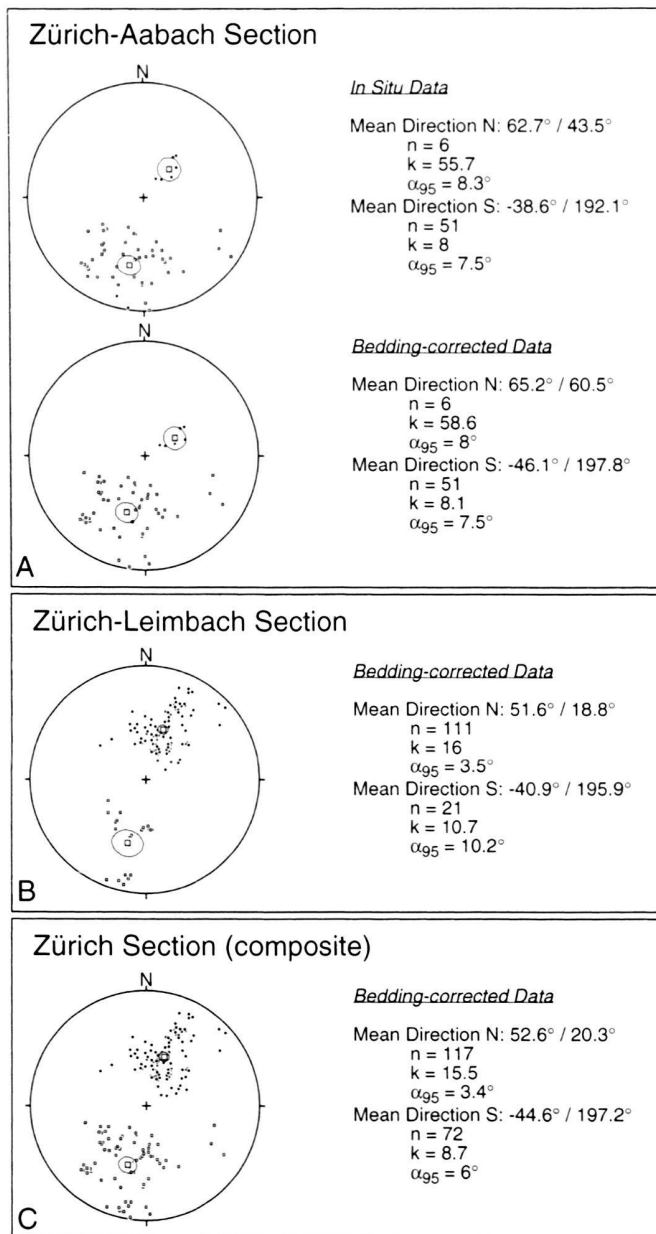 Zürich-Aabach Section
N
In Situ Data
Mean Direction N: 62.7° / 43.5°
n = 6
k = 55.7
α95 = 8.3°
Mean Direction S: -38.6° / 192.1°
n = 51
k = 8
α95 = 7.5°
N
Bedding-corrected Data
Mean Direction N: 65.2° / 60.5°
n = 6
k = 58.6
α95 = 8°
Mean Direction S: -46.1° / 197.8°
n = 51
k = 8.1
α95 = 7.5°
A
Zürich-Leimbach Section
N
Bedding-corrected Data
Mean Direction N: 51.6° / 18.8°
n = 111
k = 16
α95 = 3.5°
Mean Direction S: -40.9° / 195.9°
n = 21
k = 10.7
α95 = 10.2°
B
Zürich Section (composite)
N
Bedding-corrected Data
Mean Direction N: 52.6° / 20.3°
n = 117
k = 15.5
α95 = 3.4°
Mean Direction S: -44.6° / 197.2°
n = 72
k = 8.7
α95 = 6°
C